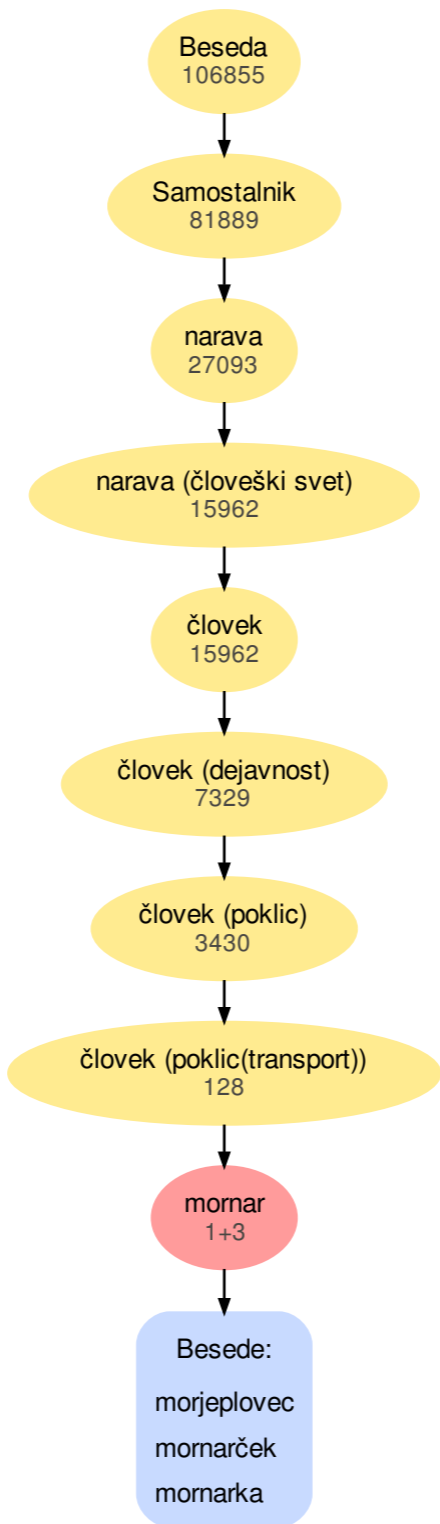 Beseda
106855
Samostalnik
81889
narava
27093
narava (človeški svet)
15962
človek
15962
človek (dejavnost)
7329
človek (poklic)
3430
človek (poklic(transport))
128
mornar
1+3
Besede:
morjeplovec
mornarček
mornarka